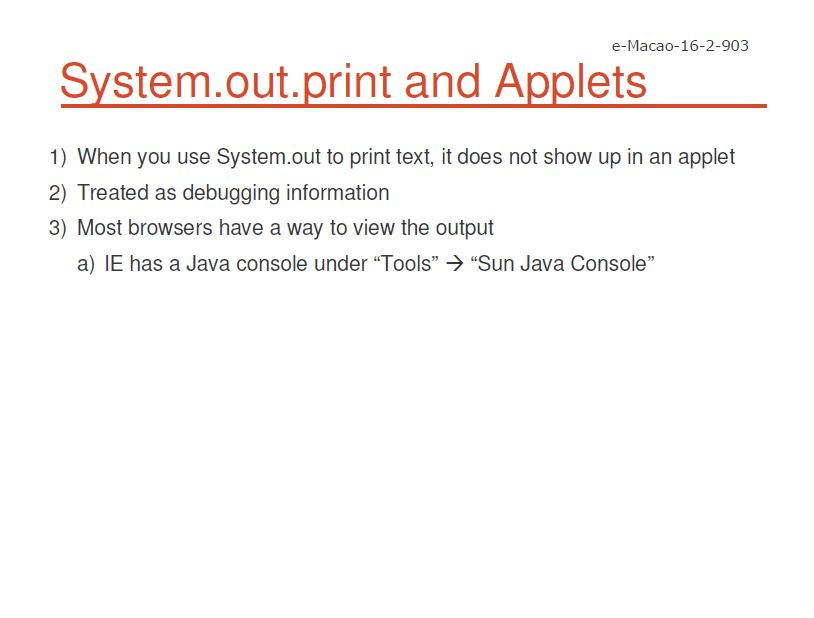 e-Macao-16-2-903
System.out.print and Applets
1) When you use System.out to print text, it does not show up in an applet
2) Treated as debugging information
3) Most browsers have a way to view the output
a) IE has a Java console under “Tools” → “Sun Java Console”